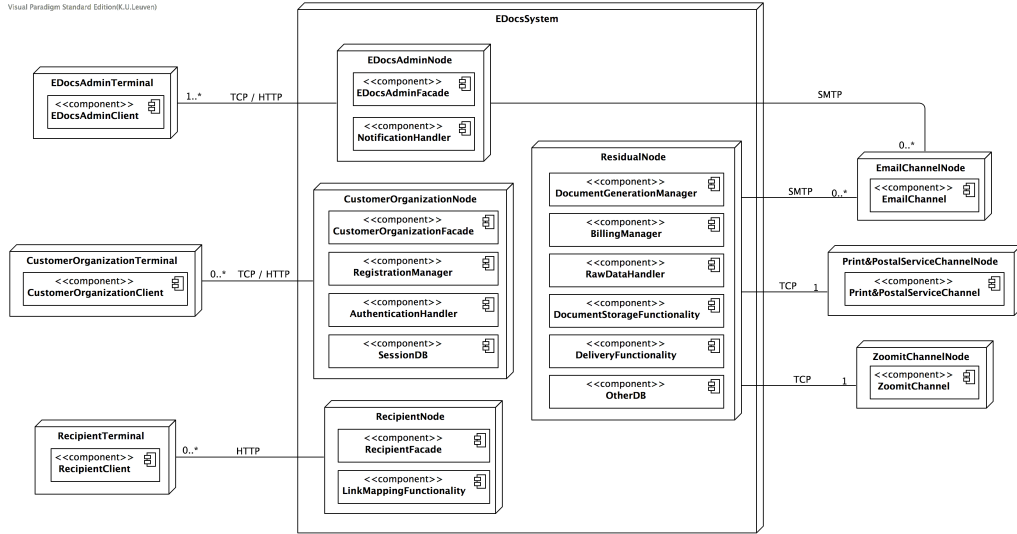 Visual Paradigm Standard Edition(K.U.Leuven)
EDocsSystem
EDocsAdminTerminal
<<component>>
EDocsAdminClient
1..*
TCP / HTTP
EDocsAdminNode
<<component>>
EDocsAdminFacade
<<component>>
NotificationHandler
SMTP
0..*
EmailChannelNode
<<component>>
EmailChannel
CustomerOrganizationTerminal
<<component>>
CustomerOrganizationClient
0..*
TCP / HTTP
CustomerOrganizationNode
<<component>>
CustomerOrganizationFacade
<<component>>
RegistrationManager
<<component>>
AuthenticationHandler
<<component>>
SessionDB
ResidualNode
<<component>>
DocumentGenerationManager
<<component>>
BillingManager
<<component>>
RawDataHandler
<<component>>
DocumentStorageFunctionality
<<component>>
DeliveryFunctionality
<<component>>
OtherDB
SMTP
0..*
TCP
1
Print&PostalServiceChannelNode
<<component>>
Print&PostalServiceChannel
TCP
1
ZoomitChannelNode
<<component>>
ZoomitChannel
RecipientTerminal
<<component>>
RecipientClient
0..*
HTTP
RecipientNode
<<component>>
RecipientFacade
<<component>>
LinkMappingFunctionality